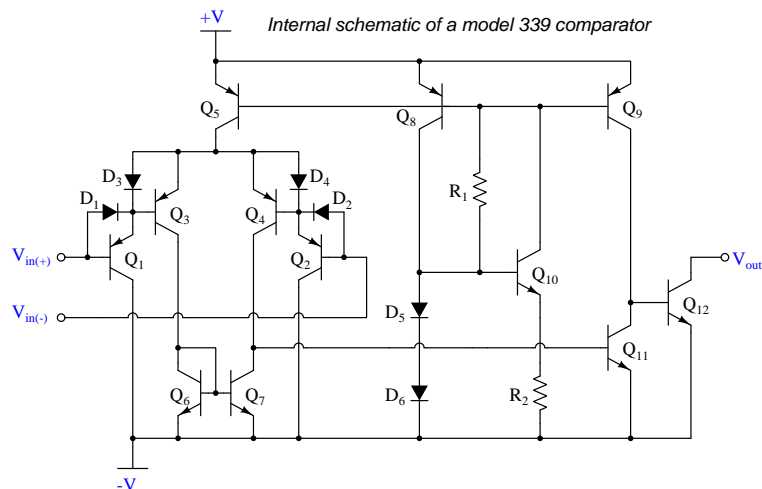 +V
Internal schematic of a model 339 comparator
Q5
Q8
Q9
D3
D4
D1
D2
R1
Q3
Q4
Vin(+)
Q1
Q2
Vout
Q10
Q12
Vin(-)
D5
Q11
Q6
Q7
D6
R2
-V